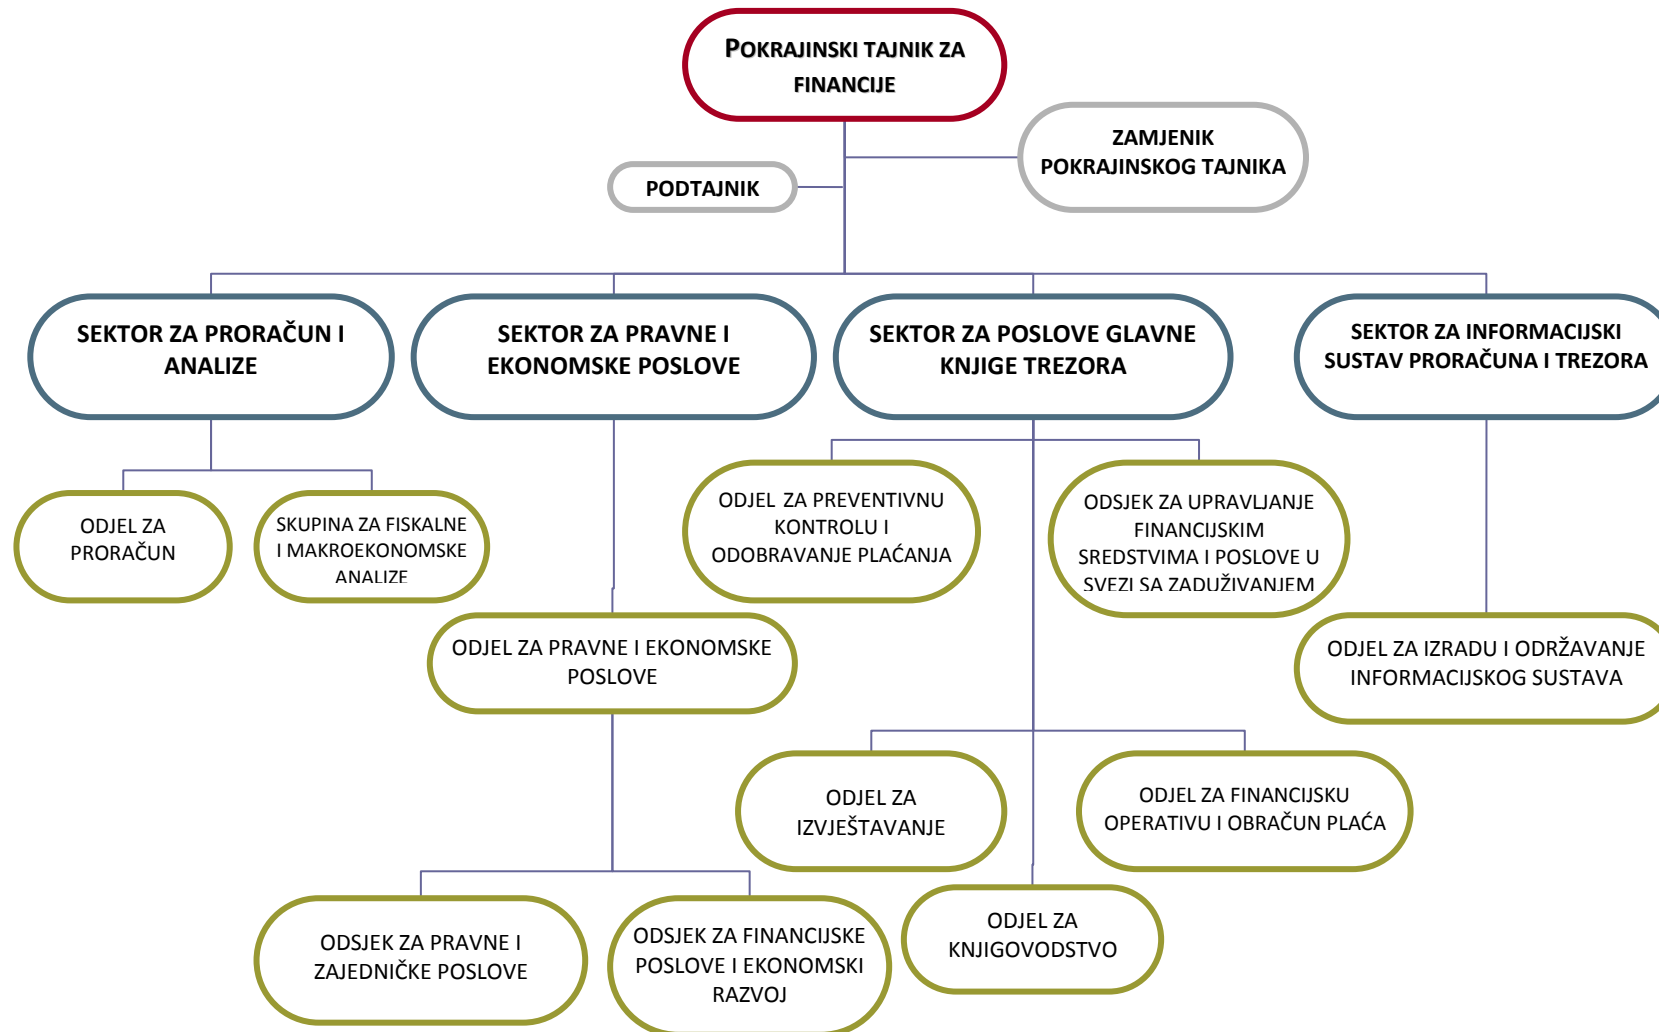 POKRAJINSKI TAJNIK ZA
FINANCIJE
ZAMJENIK
POKRAJINSKOG TAJNIKA
PODTAJNIK
SEKTOR ZA PRORAČUN I
ANALIZE
SEKTOR ZA PRAVNE I
EKONOMSKE POSLOVE
SEKTOR ZA POSLOVE GLAVNE
KNJIGE TREZORA
SEKTOR ZA INFORMACIJSKI
SUSTAV PRORAČUNA I TREZORA
ODJEL ZA
PRORAČUN
SKUPINA ZA FISKALNE
I MAKROEKONOMSKE
ANALIZE
ODJEL ZA PREVENTIVNU
KONTROLU I
ODOBRAVANJE PLAĆANJA
ODSJEK ZA UPRAVLJANJE
FINANCIJSKIM
SREDSTVIMA I POSLOVE U
SVEZI SA ZADUŽIVANJEM
ODJEL ZA PRAVNE I EKONOMSKE
POSLOVE
ODJEL ZA IZRADU I ODRŽAVANJE
INFORMACIJSKOG SUSTAVA
ODJEL ZA
IZVJEŠTAVANJE
ODJEL ZA FINANCIJSKU
OPERATIVU I OBRAČUN PLAĆA
ODSJEK ZA PRAVNE I
ZAJEDNIČKE POSLOVE
ODSJEK ZA FINANCIJSKE
POSLOVE I EKONOMSKI
RAZVOJ
ODJEL ZA
KNJIGOVODSTVO